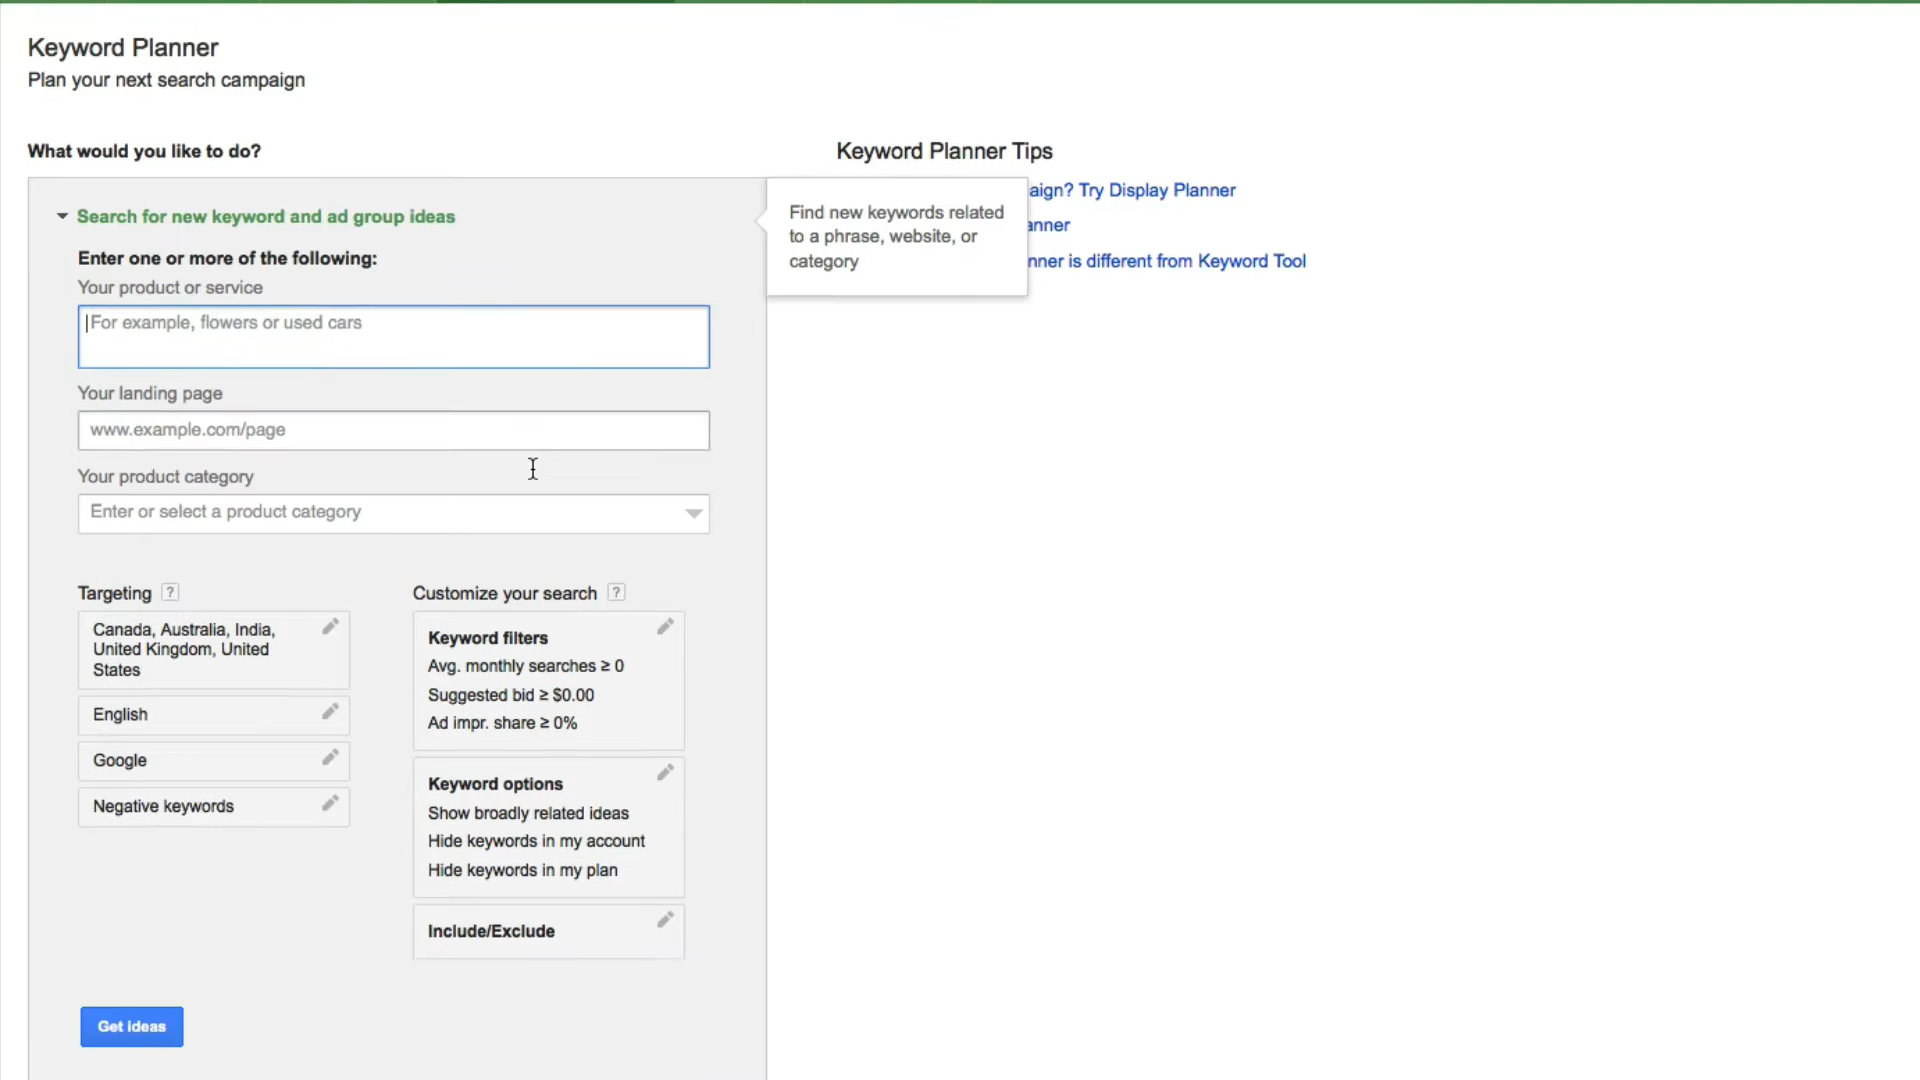 Keyword Planner
Plan your next search campaign
What would you like to do?
Search for new keyword and ad group ideas
Enter one or more of the following:
Your product or service
For example, flowers or used cars
Your landing page
www.example.com/page
Your product category
Enter or select a product category
Targeting ?
Canada, Australia, India,
United Kingdom, United
States
English
Google
Negative keywords
Customize your search ?
Keyword filters
Avg. monthly searches ≥ 0
Suggested bid ≥ $0.00
Ad impr. share ≥ 0%
Keyword options
Show broadly related ideas
Hide keywords in my account
Hide keywords in my plan
Include/Exclude
Get ideas
Find new keywords related
to a phrase, website, or
category
Keyword Planner Tips
aign? Try Display Planner
anner
nner is different from Keyword Tool